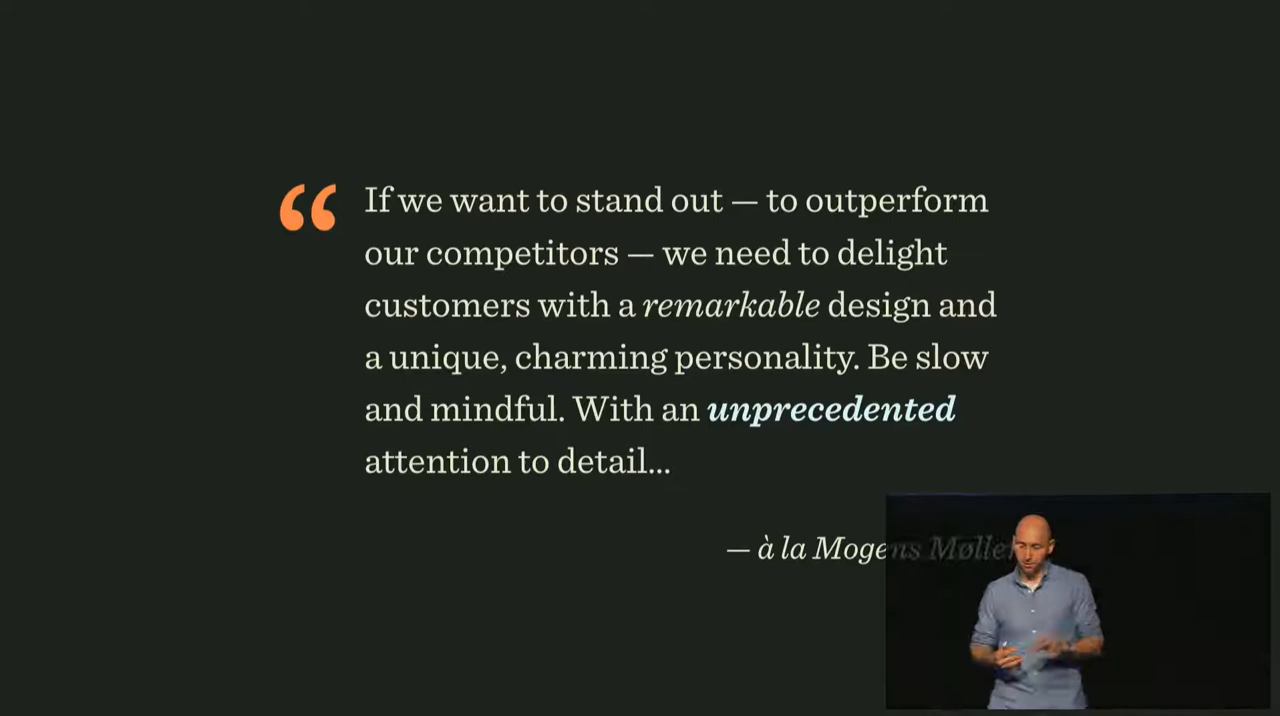 “If we want to stand out — to outperform
our competitors — we need to delight
customers with a remarkable design and
a unique, charming personality. Be slow
and mindful. With an unprecedented
attention to detail...
— à la Mogens Møller